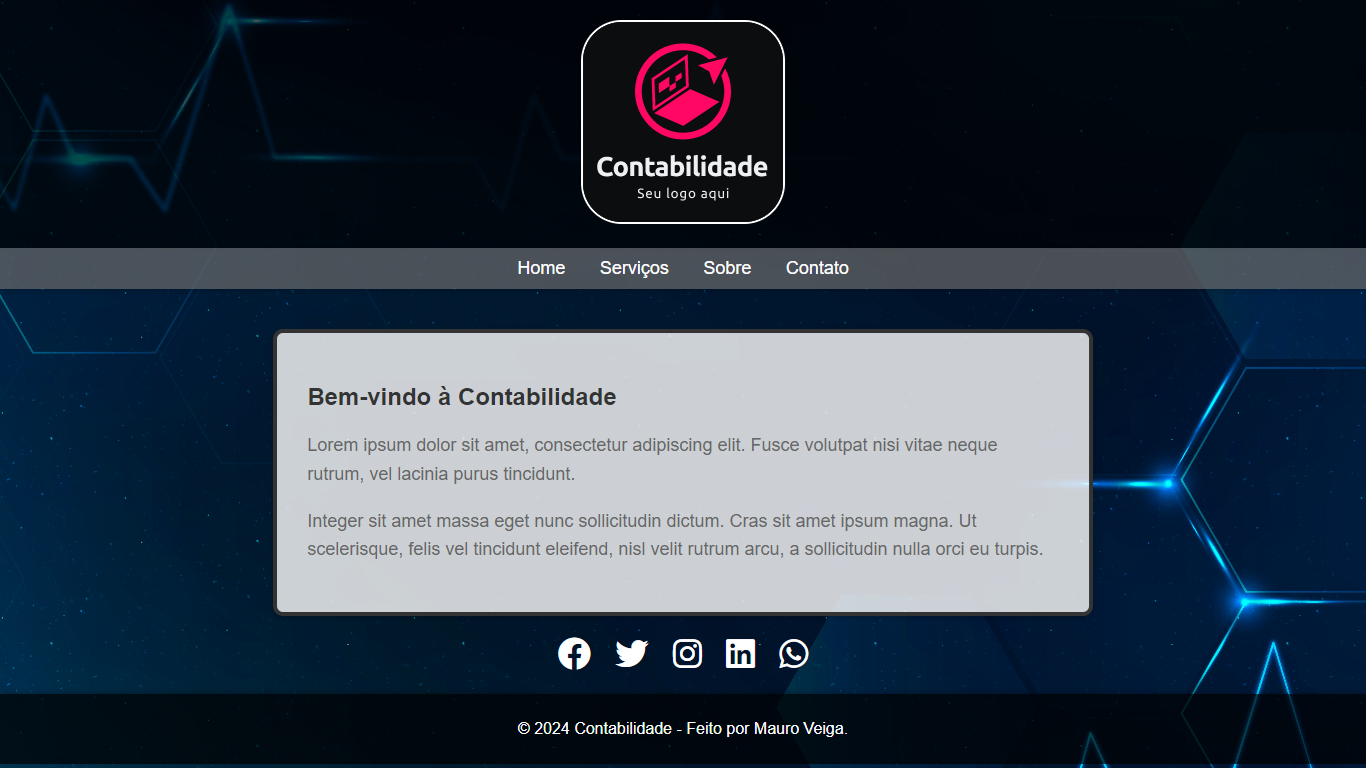 Contabilidade
Seu logo aqui
Home Serviços Sobre Contato
Bem-vindo à Contabilidade
Lorem ipsum dolor sit amet, consectetur adipiscing elit. Fusce volutpat nisi vitae neque
rutrum, vel lacinia purus tincidunt.
Integer sit amet massa eget nunc sollicitudin dictum. Cras sit amet ipsum magna. Ut
scelerisque, felis vel tincidunt eleifend, nisl velit rutrum arcu, a sollicitudin nulla orci eu turpis.
© 2024 Contabilidade - Feito por Mauro Veiga.